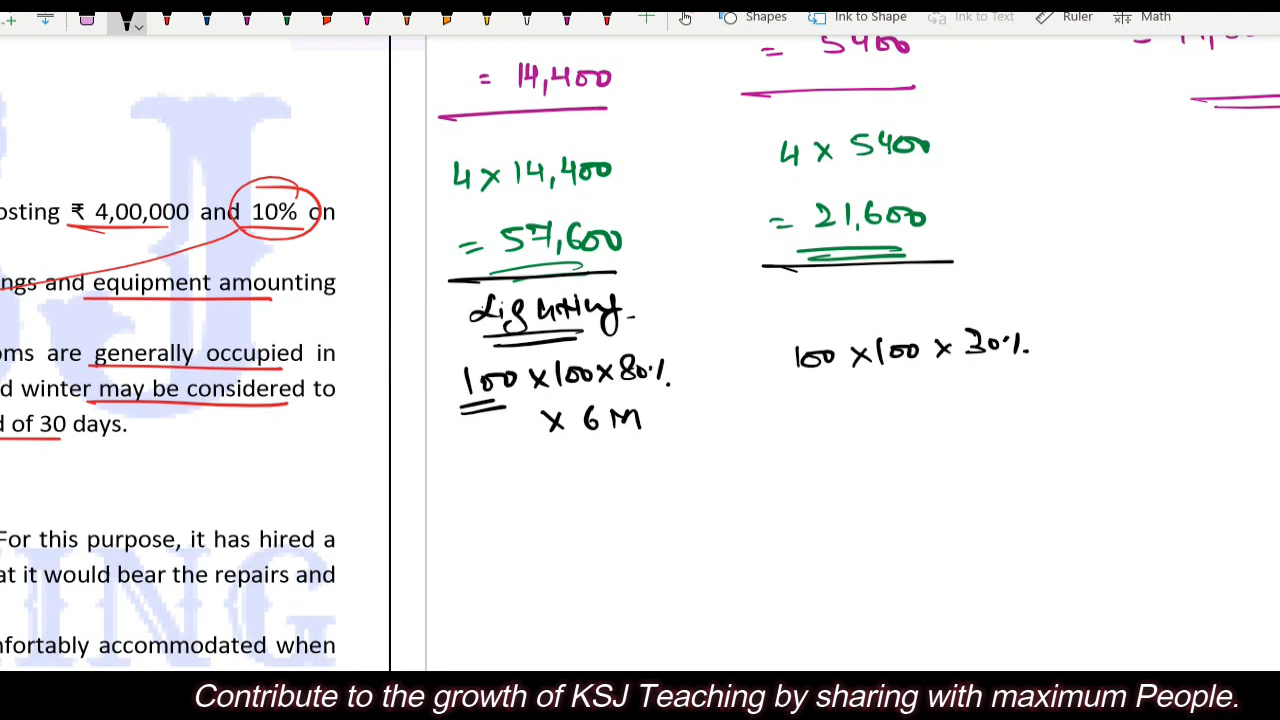 Shapes
Ink to Shape
Ink to Text
Ruler
Math
osting ₹ 4,00,000 and 10% on
ngs and equipment amounting
oms are generally occupied in
d winter may be considered to
d of 30 days.
For this purpose, it has hired a
at it would bear the repairs and
nfortably accommodated when
= 14,400
4 × 14,400
= 57,600
Lighting
100 × 100 × 80%
× 6 M
= 5400
4 × 5400
= 21,600
100 × 100 × 30%
Contribute to the growth of KSJ Teaching by sharing with maximum People.